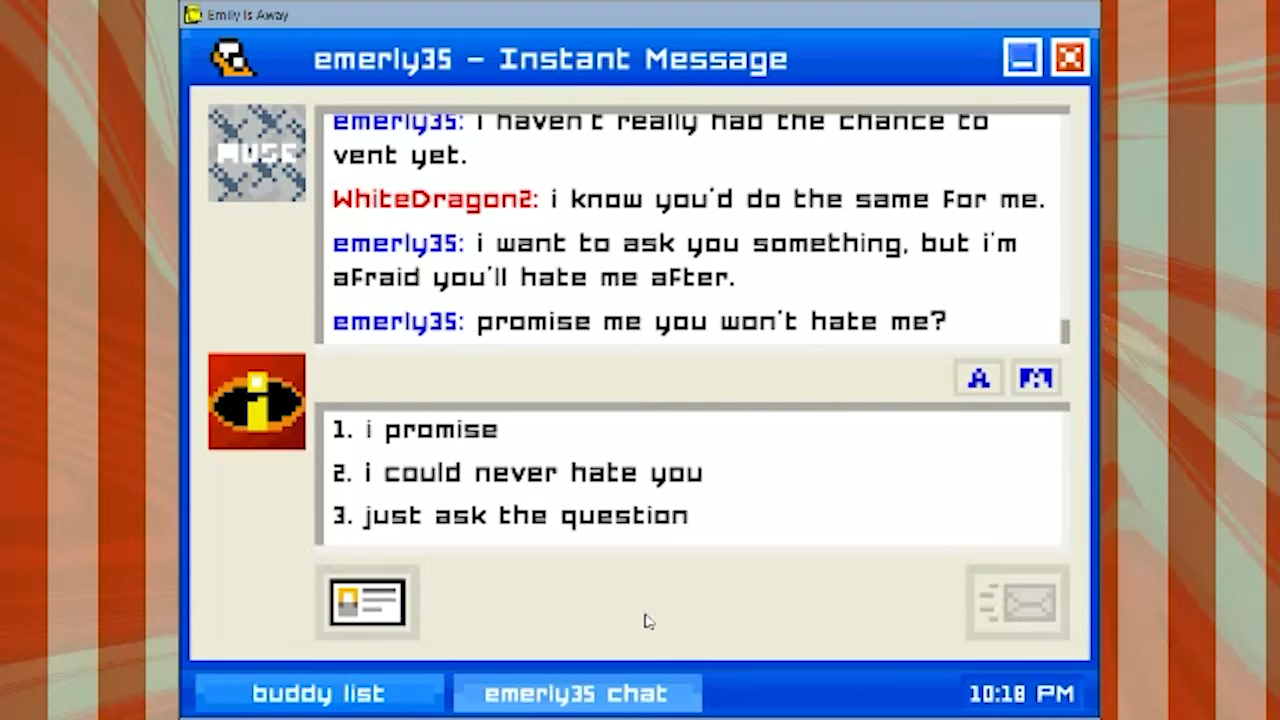 Emily is Away
emerly35 - Instant Message
MUSE
emerly35: i haven't really had the chance to
vent yet.
WhiteDragon2: i know you'd do the same for me.
emerly35: i want to ask you something, but i'm
afraid you'll hate me after.
emerly35: promise me you won't hate me?
A
1. i promise
2. i could never hate you
3. just ask the question
buddy list
emerly35 chat
10:18 PM